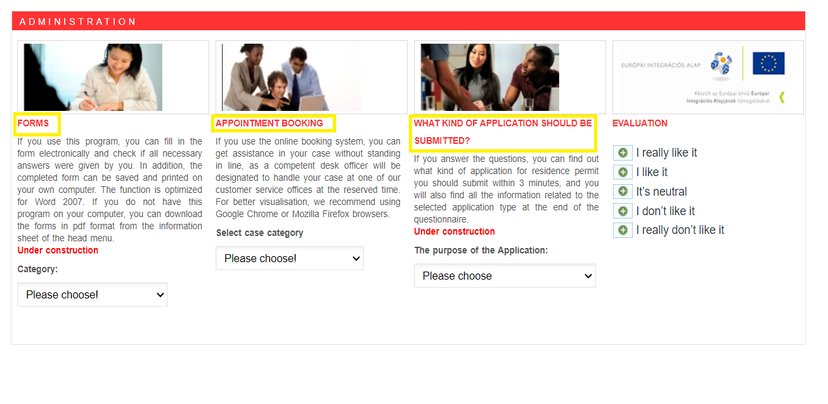 ADMINISTRATION
FORMS
If you use this program, you can fill in the
form electronically and check if all necessary
answers were given by you. In addition, the
completed form can be saved and printed on
your own computer. The function is optimized
for Word 2007. If you do not have this
program on your computer, you can download
the forms in pdf format from the information
sheet of the head menu.
Under construction
Category:
Please choose!
APPOINTMENT BOOKING
If you use the online booking system, you can
get assistance in your case without standing
in line, as a competent desk officer will be
designated to handle your case at one of our
customer service offices at the reserved time.
For better visualisation, we recommend using
Google Chrome or Mozilla Firefox browsers.
Select case category
Please choose!
WHAT KIND OF APPLICATION SHOULD BE
SUBMITTED?
If you answer the questions, you can find out
what kind of application for residence permit
you should submit within 3 minutes, and you
will also find all the information related to the
selected application type at the end of the
questionnaire.
Under construction
The purpose of the Application:
Please choose
EURÓPAI INTEGRÁCIÓS ALAP
Készült az Európai Unió Európai
Integrációs Alapjának támogatásával.
EVALUATION
I really like it
I like it
It's neutral
I don't like it
I really don't like it